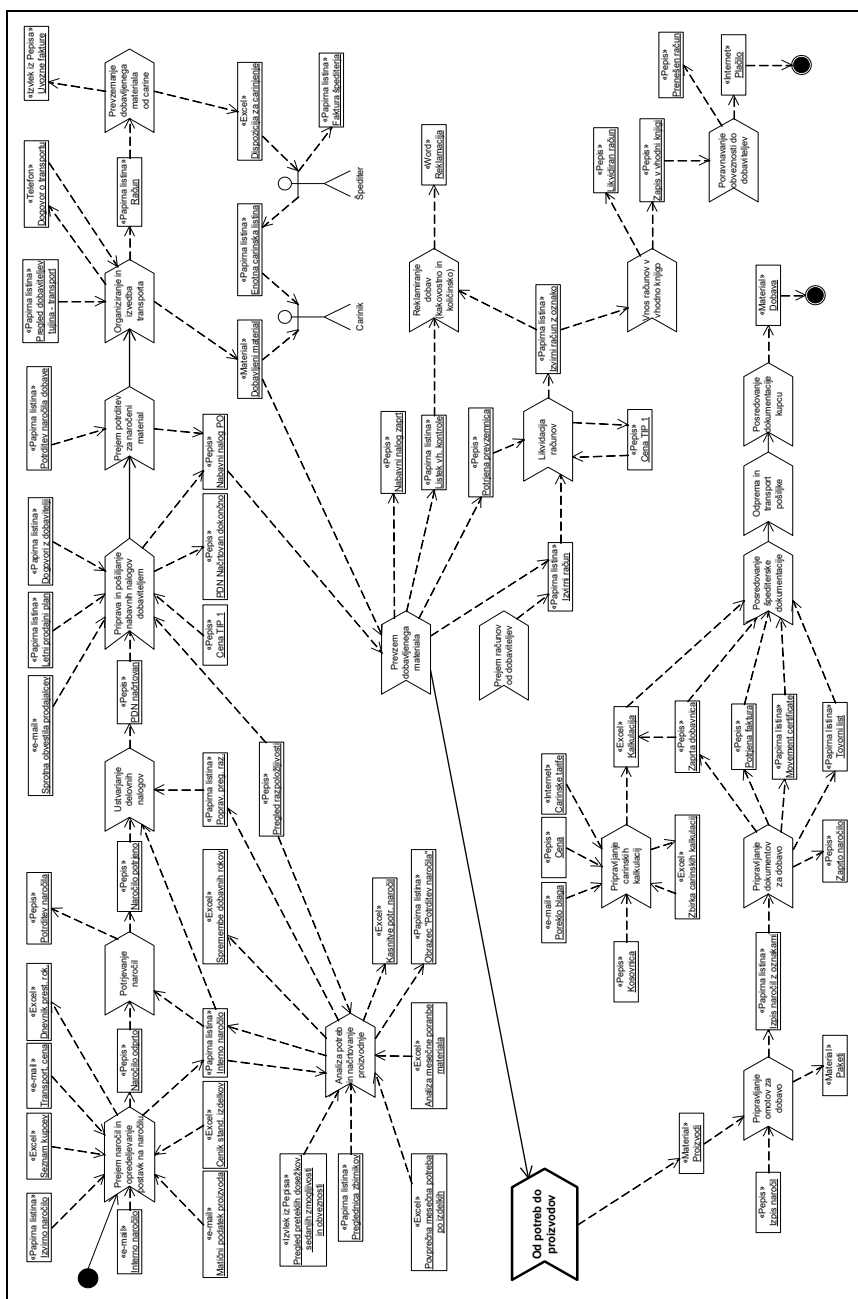 «Papirna listina»
Izvirno naročilo
«Excel»
Seznam kupcev
«e-mail»
Transport. cena
«Excel»
Dnevnik prest. rok.
«Pepis»
Potrditev naročila
«e-mail»
Sprotna obvestila prodajalcev
«Papirna listina»
Letni prodajni plan
«Papirna listina»
Dogovori z dobavitelji
«Papirna listina»
Potrditev naročila dobave
«Papirna listina»
Pregled dobaviteljev
tujina - transport
«Telefon»
Dogovor o transportu
«Izvlek iz Pepisa»
Uvozne fakture
«e-mail»
Interno naročilo
Prejem naročil in
opredeljevanje
postavk na naročilu
«Pepis»
Naročilo odprto
Potrjevanje
naročil
«Pepis»
Naročilo potrjeno
Ustvarjanje
delovnih
nalogov
«Pepis»
PDN načrtovan
Priprava in pošiljanje
nabavnih nalogov
dobaviteljem
Prejem potrditev
za naročeni
material
Organiziranje in
izvedba
transporta
«Papirna listina»
Račun
Prevzemanje
dobavljenega
materiala
od carine
«e-mail»
Matični podatek proizvoda
«Excel»
Cenik stand. izdelkov
«Papirna listina»
Interno naročilo
«Excel»
Spremembe dobavnih rokov
«Papirna listina»
Poprav. preg. raz.
«Pepis»
Pregled razpoložljivosti
«Pepis»
Cena TIP 1
«Pepis»
PDN Načrtovan dokončno
«Pepis»
Nabavni nalog PO
«Material»
Dobavljeni material
«Papirna listina»
Enotna carinska listina
«Excel»
Dispozicija za carinjenje
«Papirna listina»
Faktura špediterja
Carinik
Špediter
«Izvlek iz Pepisa»
Pregled preteklih dosežkov
sedanjih zmogljivosti
in obveznosti
«Papirna listina»
Preglednica zbirnikov
«Excel»
Povprečna mesečna potreba
po izdelkih
Analiza potreb
in načrtovanje
proizvodnje
«Excel»
Analiza mesečne poranbe
materiala
«Excel»
Kasnitve potr. naročil
«Papirna listina»
Obrazec "Potrditev naročila"
Prevzem
dobavljenega
materiala
«Pepis»
Nabavni nalog zaprt
«Papirna listina»
Listek vh. kontrole
«Pepis»
Potrjena prevzemnica
Reklamiranje
dobav
(kakovostno in
količinsko)
«Word»
Reklamacija
Prejem računov
od dobaviteljev
«Papirna listina»
Izvirni račun
Likvidacija
računov
«Pepis»
Cena TIP 1
«Papirna listina»
Izvirni račun z oznako
Vnos računov v
vhodno knjigo
«Pepis»
Likvidiran račun
«Pepis»
Zapis v vhodni knjigi
Poravnavanje
obveznosti do
dobaviteljev
«Pepis»
Prenešen račun
«Internet»
Plačilo
Od potreb do
proizvodov
«Material»
Proizvodi
«Pepis»
Izpis naročil
Pripravljanje
omotov za
dobavo
«Material»
Paketi
«Papirna listina»
Izpis naročil z oznakami
Pripravljanje
dokumentov
za dobavo
«Pepis»
Zaprto naročilo
«Pepis»
Kosovnica
«e-mail»
Poreklo blaga
«Pepis»
Cena
«Internet»
Carinske tarife
Pripravljanje
carinskih
kalkulacij
«Excel»
Zbirka carinskih kalkulacij
«Excel»
Kalkulacija
«Pepis»
Zaprta dobavnica
«Pepis»
Potrjena faktura
«Papirna listina»
Movement certificate
«Papirna listina»
Tovorni list
Posredovanje
špediterske
dokumentacije
Odprema in
transport
pošiljke
Posredovanje
dokumentacije
kupcu
«Material»
Dobava